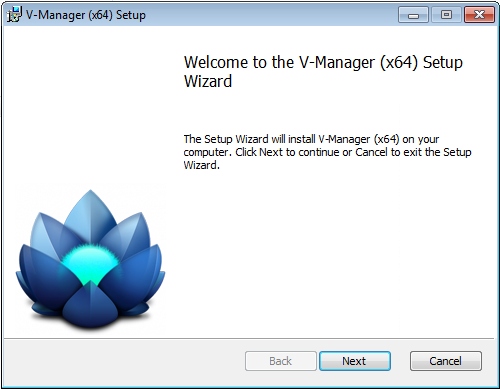 V-Manager (x64) Setup
Welcome to the V-Manager (x64) Setup
Wizard
The Setup Wizard will install V-Manager (x64) on your
computer. Click Next to continue or Cancel to exit the Setup
Wizard.
Back
Next
Cancel